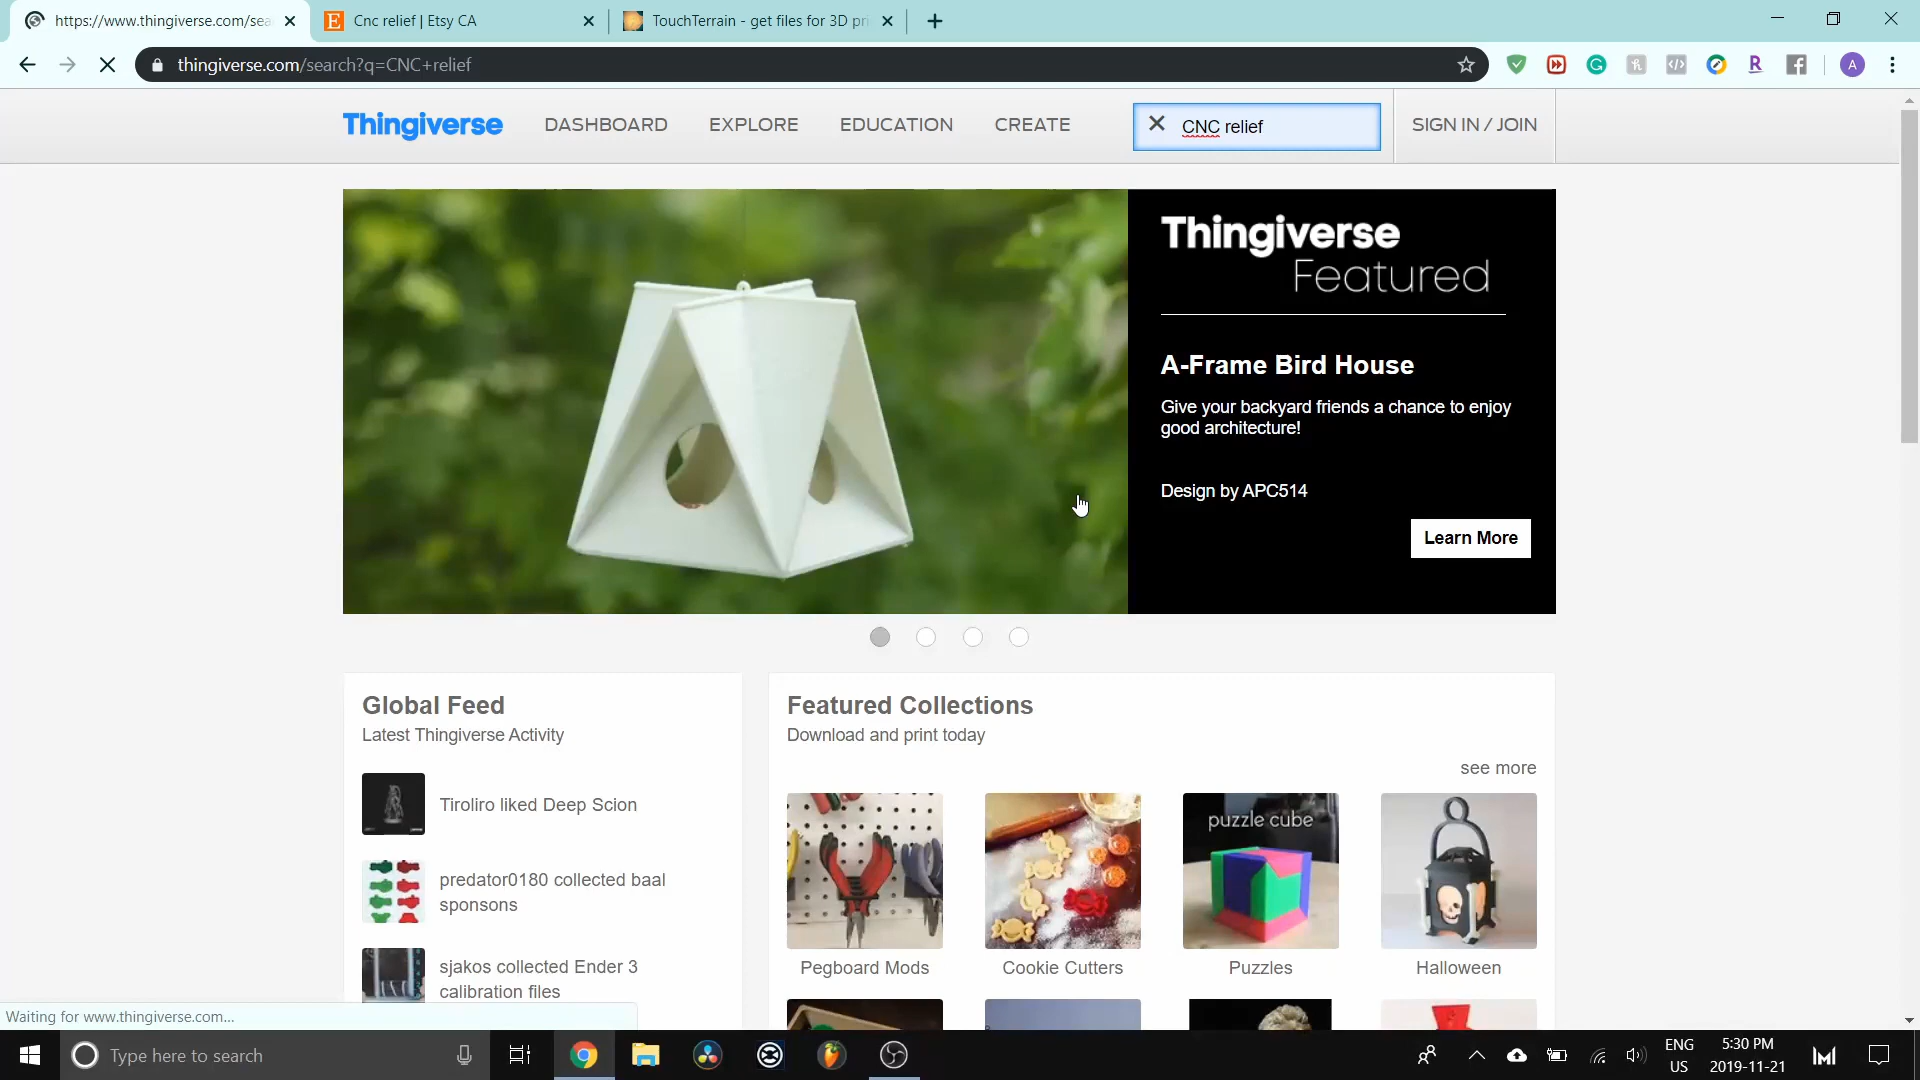 https://www.thingiverse.com/sea
Cnc relief | Etsy CA
TouchTerrain - get files for 3D pri
thingiverse.com/search?q=CNC+relief
Thingiverse
DASHBOARD
EXPLORE
EDUCATION
CREATE
CNC relief
SIGN IN / JOIN
Thingiverse
Featured
A-Frame Bird House
Give your backyard friends a chance to enjoy
good architecture!
Design by APC514
Learn More
Global Feed
Latest Thingiverse Activity
Tiroliro liked Deep Scion
predator0180 collected baal
sponsons
sjakos collected Ender 3
calibration files
Featured Collections
Download and print today
see more
puzzle cube
Pegboard Mods
Cookie Cutters
Puzzles
Halloween
Waiting for www.thingiverse.com...
Type here to search
ENG
US
5:30 PM
2019-11-21